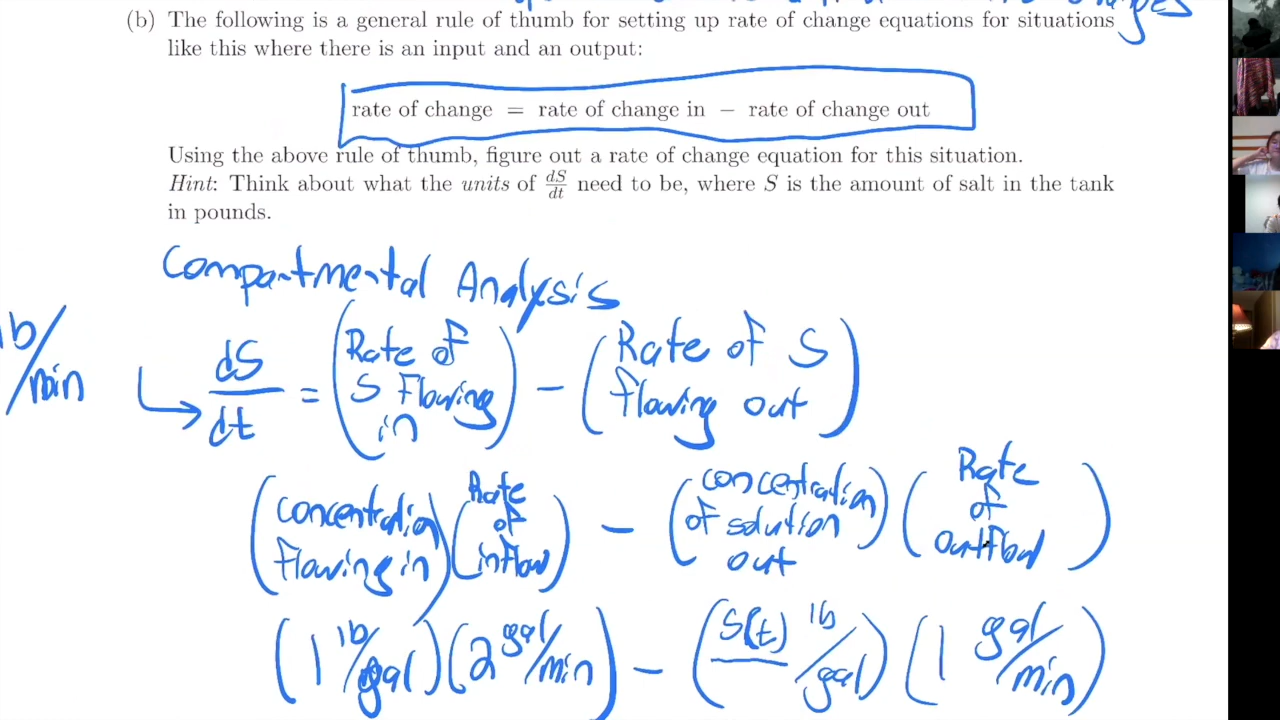 (b) The following is a general rule of thumb for setting up rate of change equations for situations
like this where there is an input and an output:
rate of change = rate of change in − rate of change out
Using the above rule of thumb, figure out a rate of change equation for this situation.
Hint: Think about what the units of dS/dt need to be, where S is the amount of salt in the tank
in pounds.
Compartmental Analysis
lb/min
dS/dt = (Rate of S Flowing in) − (Rate of S flowing out)
(concentration flowing in) (Rate of inflow) − (concentration of solution out) (Rate of outflow)
(1 lb/gal) (2 gal/min) − (S(t) lb/gal) (1 gal/min)